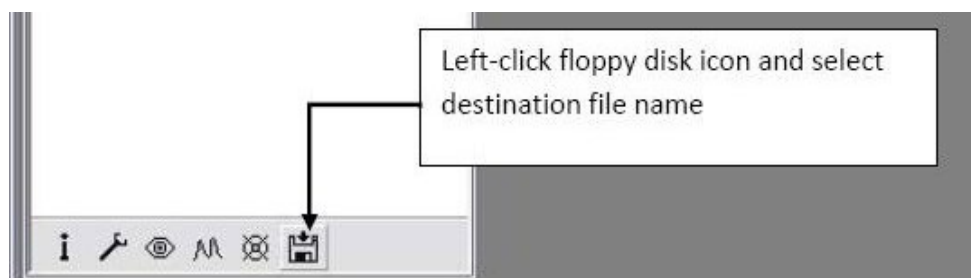 Left-click floppy disk icon and select
destination file name